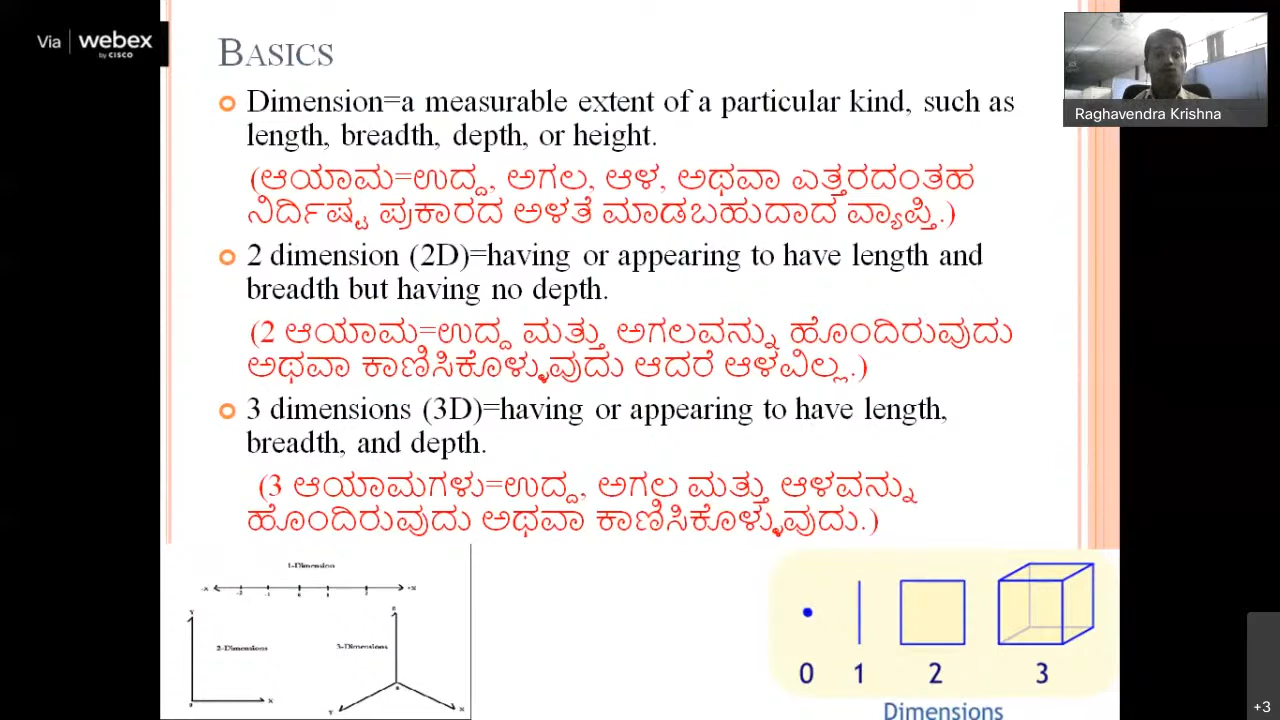 Via webex
by CISCO
BASICS
Raghavendra Krishna
Dimension=a measurable extent of a particular kind, such as
length, breadth, depth, or height.
(ಆಯಾಮ=ಉದ್ದ, ಅಗಲ, ಆಳ, ಅಥವಾ ಎತ್ತರದಂತಹ
ನಿರ್ದಿಷ್ಟ ಪ್ರಕಾರದ ಅಳತೆ ಮಾಡಬಹುದಾದ ವ್ಯಾಪ್ತಿ.)
2 dimension (2D)=having or appearing to have length and
breadth but having no depth.
(2 ಆಯಾಮ=ಉದ್ದ ಮತ್ತು ಅಗಲವನ್ನು ಹೊಂದಿರುವುದು
ಅಥವಾ ಕಾಣಿಸಿಕೊಳ್ಳುವುದು ಆದರೆ ಆಳವಿಲ್ಲ.)
3 dimensions (3D)=having or appearing to have length,
breadth, and depth.
(3 ಆಯಾಮಗಳು=ಉದ್ದ, ಅಗಲ ಮತ್ತು ಆಳವನ್ನು
ಹೊಂದಿರುವುದು ಅಥವಾ ಕಾಣಿಸಿಕೊಳ್ಳುವುದು.)
1-Dimension
-X +X
Y
2-Dimensions
X
3-Dimensions
Y X
0 1 2 3
Dimensions
+3